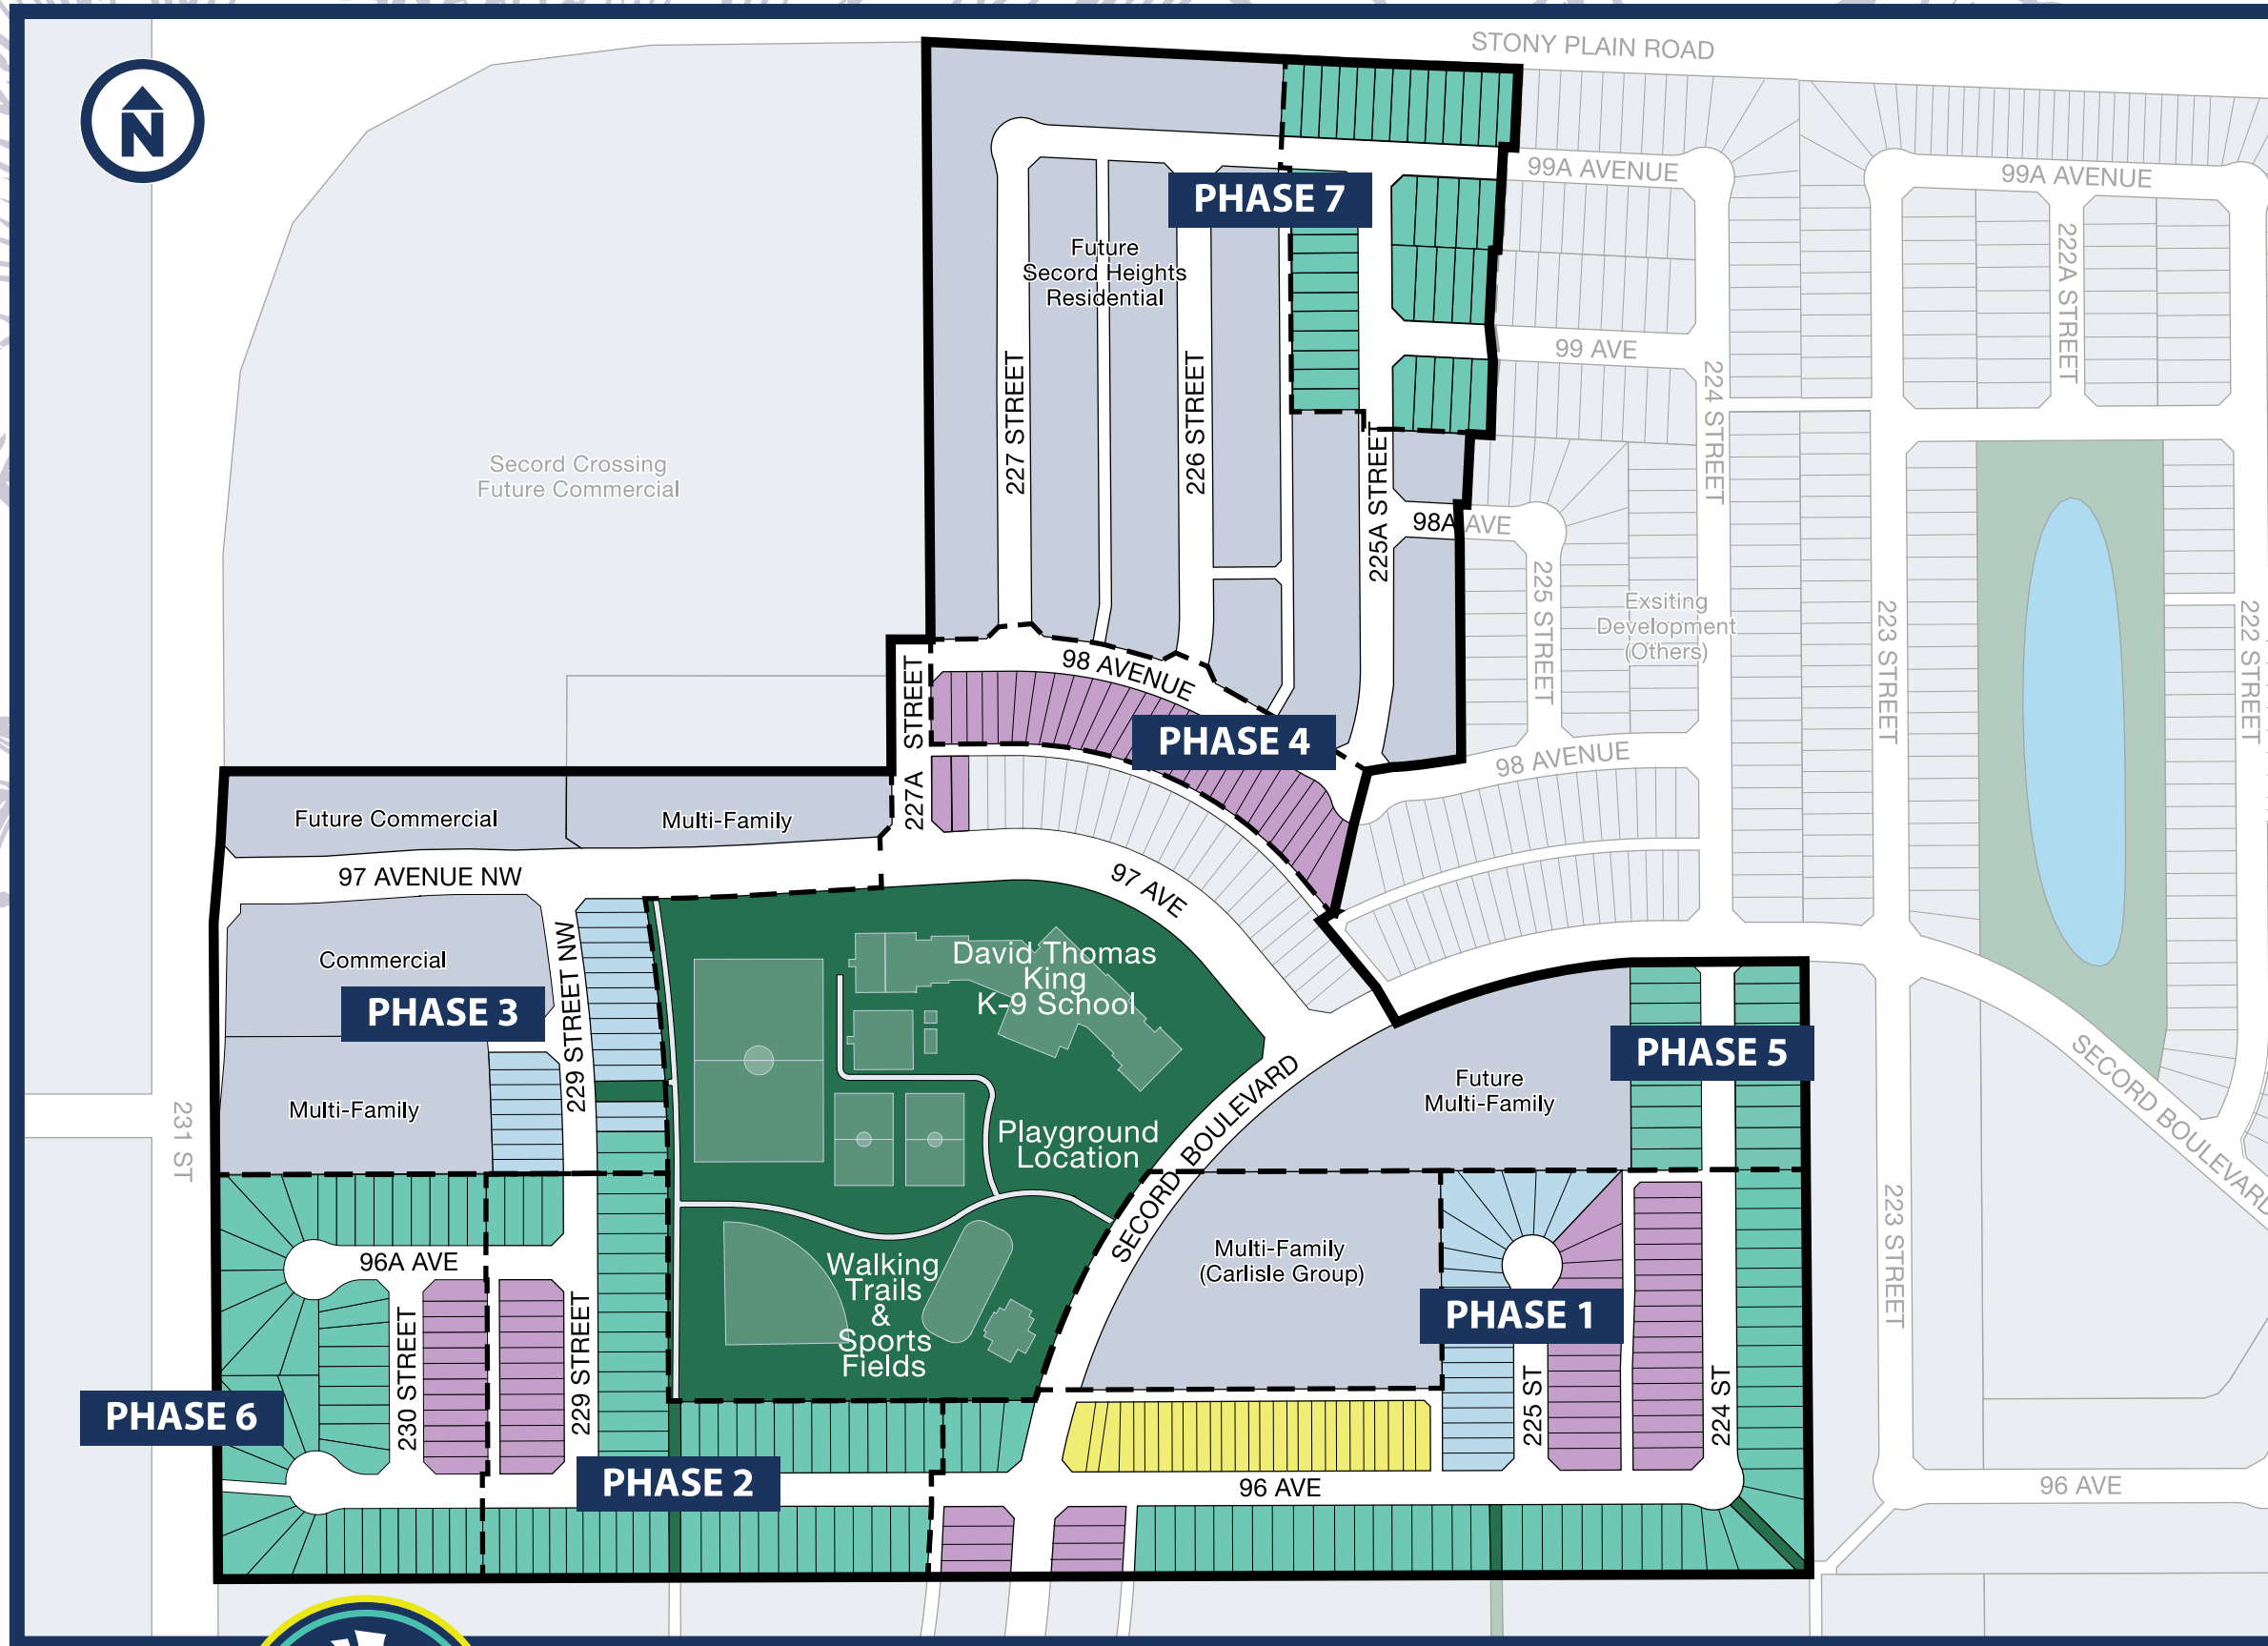 STONY PLAIN ROAD
N
99A AVENUE
99A AVENUE
PHASE 7
Future
Second Heights
Residential
222A STREET
99 AVE
227 STREET
226 STREET
224 STREET
225A STREET
Second Crossing
Future Commercial
98A AVE
225 STREET
Exsiting
Development
(Others)
223 STREET
222 STREET
98 AVENUE
227A STREET
PHASE 4
98 AVENUE
Future Commercial
Multi-Family
97 AVENUE NW
97 AVE
Commercial
229 STREET NW
David Thomas
King
K-9 School
PHASE 3
PHASE 5
SECORD BOULEVARD
Future
Multi-Family
Multi-Family
231 ST
Playground
Location
SECORD BOULEVARD
96A AVE
Walking
Trails
&
Sports
Fields
Multi-Family
(Carlisle Group)
223 STREET
PHASE 1
230 STREET
229 STREET
225 ST
224 ST
PHASE 6
PHASE 2
96 AVE
96 AVE